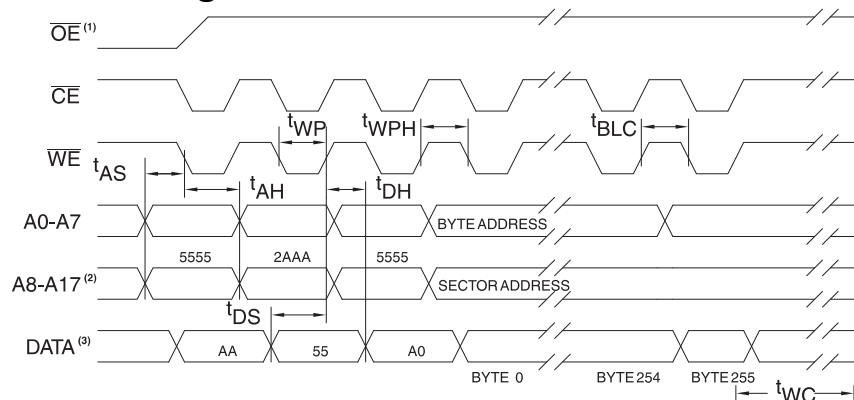 OE (1)
CE
tWP tWPH tBLC
WE
tAS
tAH tDH
A0-A7 BYTE ADDRESS
5555 2AAA 5555
A8-A17 (2) SECTOR ADDRESS
tDS
DATA (3) AA 55 A0
BYTE 0 BYTE 254 BYTE 255
tWC